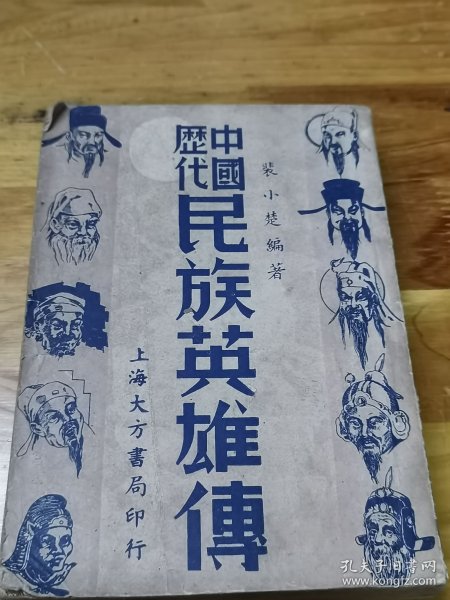 中國
歷代
民族英雄傳
裴小楚編著
上海大方書局印行
孔夫子旧书网
www.kongfz.com